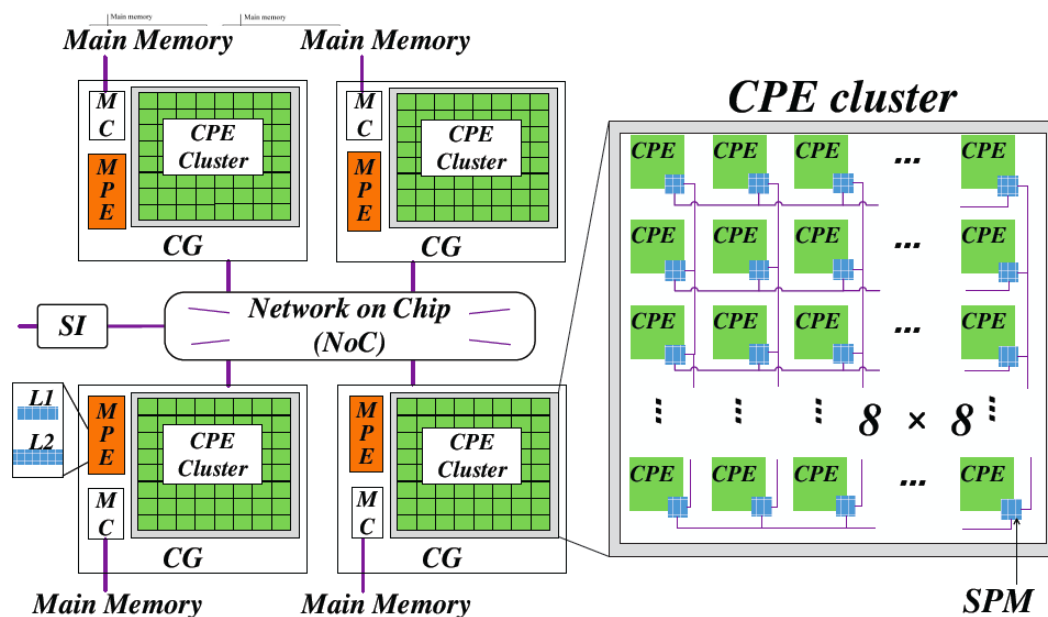 Main memory
Main memory
Main Memory
Main Memory
M
C
CPE
Cluster
M
P
E
CG
M
C
CPE
Cluster
M
P
E
CG
SI
Network on Chip
(NoC)
L1
L2
M
P
E
CPE
Cluster
M
C
CG
M
P
E
CPE
Cluster
M
C
CG
Main Memory
Main Memory
CPE cluster
CPE CPE CPE ... CPE
CPE CPE CPE ... CPE
CPE CPE CPE ... CPE
8 × 8
CPE CPE CPE ... CPE
SPM